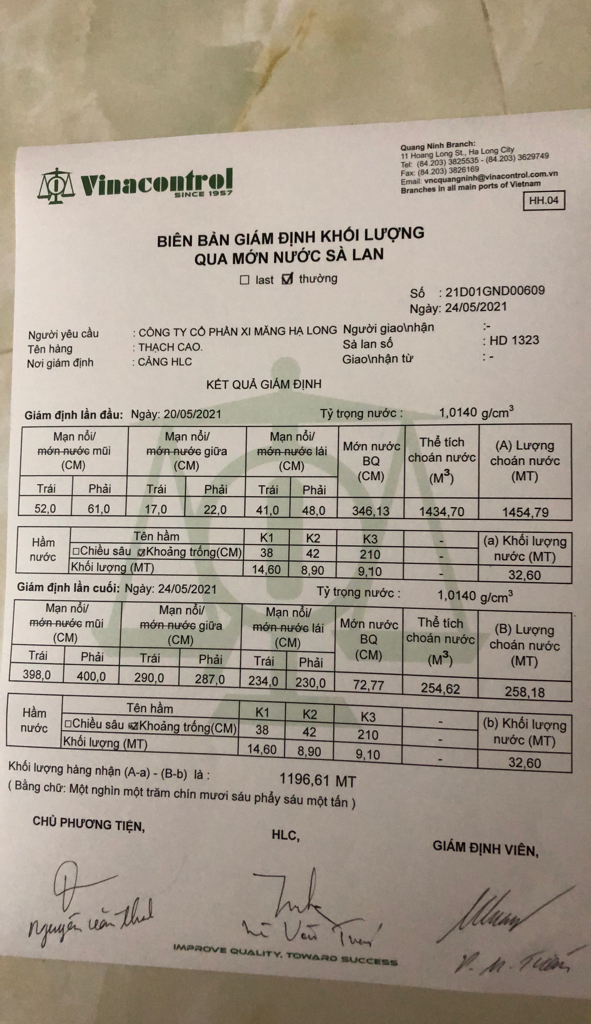 Vinacontrol
SINCE 1957
Quang Ninh Branch:
11 Hoang Long St., Ha Long City
Tel: (84.203) 3825535 - (84.203) 3629749
Fax: (84.203) 3826169
Email: vncquangninh@vinacontrol.com.vn
Branches in all main ports of Vietnam
HH.04
BIÊN BẢN GIÁM ĐỊNH KHỐI LƯỢNG
QUA MỚN NƯỚC SÀ LAN
☐ last ☑ thường
Số : 21D01GND00609
Ngày: 24/05/2021
Người yêu cầu : CÔNG TY CỔ PHẦN XI MĂNG HẠ LONG Người giao\nhận :-
Tên hàng : THẠCH CAO. Sà lan số : HD 1323
Nơi giám định : CẢNG HLC Giao\nhận từ : -
KẾT QUẢ GIÁM ĐỊNH
Giám định lần đầu: Ngày: 20/05/2021 Tỷ trọng nước : 1,0140 g/cm³
Mạn nổi/ mớn nước mũi (CM) Mạn nổi/ mớn nước giữa (CM) Mạn nổi/ mớn nước lái (CM) Mớn nước BQ (CM) Thể tích choán nước (M³) (A) Lượng choán nước (MT)
Trái Phải Trái Phải Trái Phải
52,0 61,0 17,0 22,0 41,0 48,0 346,13 1434,70 1454,79
Hầm nước Tên hầm K1 K2 K3 - (a) Khối lượng nước (MT)
☐Chiều sâu ☑Khoảng trống(CM) 38 42 210 -
Khối lượng (MT) 14,60 8,90 9,10 - 32,60
Giám định lần cuối: Ngày: 24/05/2021 Tỷ trọng nước : 1,0140 g/cm³
Mạn nổi/ mớn nước mũi (CM) Mạn nổi/ mớn nước giữa (CM) Mạn nổi/ mớn nước lái (CM) Mớn nước BQ (CM) Thể tích choán nước (M³) (B) Lượng choán nước (MT)
Trái Phải Trái Phải Trái Phải
398,0 400,0 290,0 287,0 234,0 230,0 72,77 254,62 258,18
Hầm nước Tên hầm K1 K2 K3 - (b) Khối lượng nước (MT)
☐Chiều sâu ☑Khoảng trống(CM) 38 42 210 -
Khối lượng (MT) 14,60 8,90 9,10 - 32,60
Khối lượng hàng nhận (A-a) - (B-b) là : 1196,61 MT
( Bằng chữ: Một nghìn một trăm chín mươi sáu phẩy sáu một tấn )
CHỦ PHƯƠNG TIỆN, HLC, GIÁM ĐỊNH VIÊN,
Nguyễn Văn
Văn
IMPROVE QUALITY, TOWARD SUCCESS